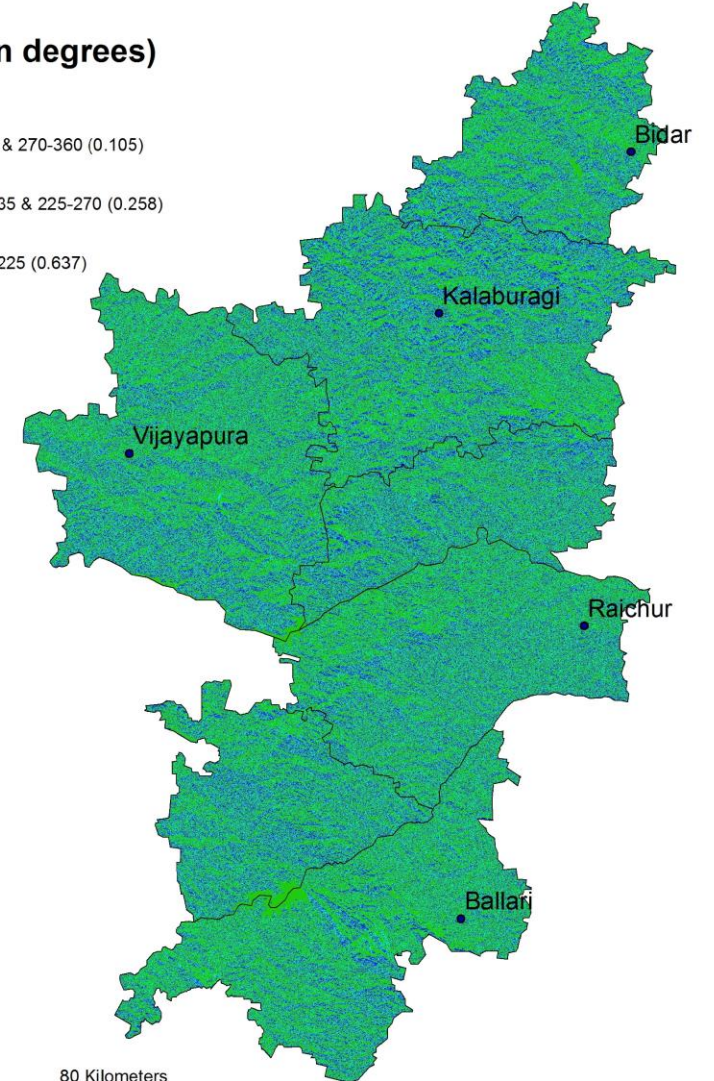 n degrees)
& 270-360 (0.105)
35 & 225-270 (0.258)
225 (0.637)
Bidar
Kalaburagi
Vijayapura
Raichur
Ballari
80 Kilometers